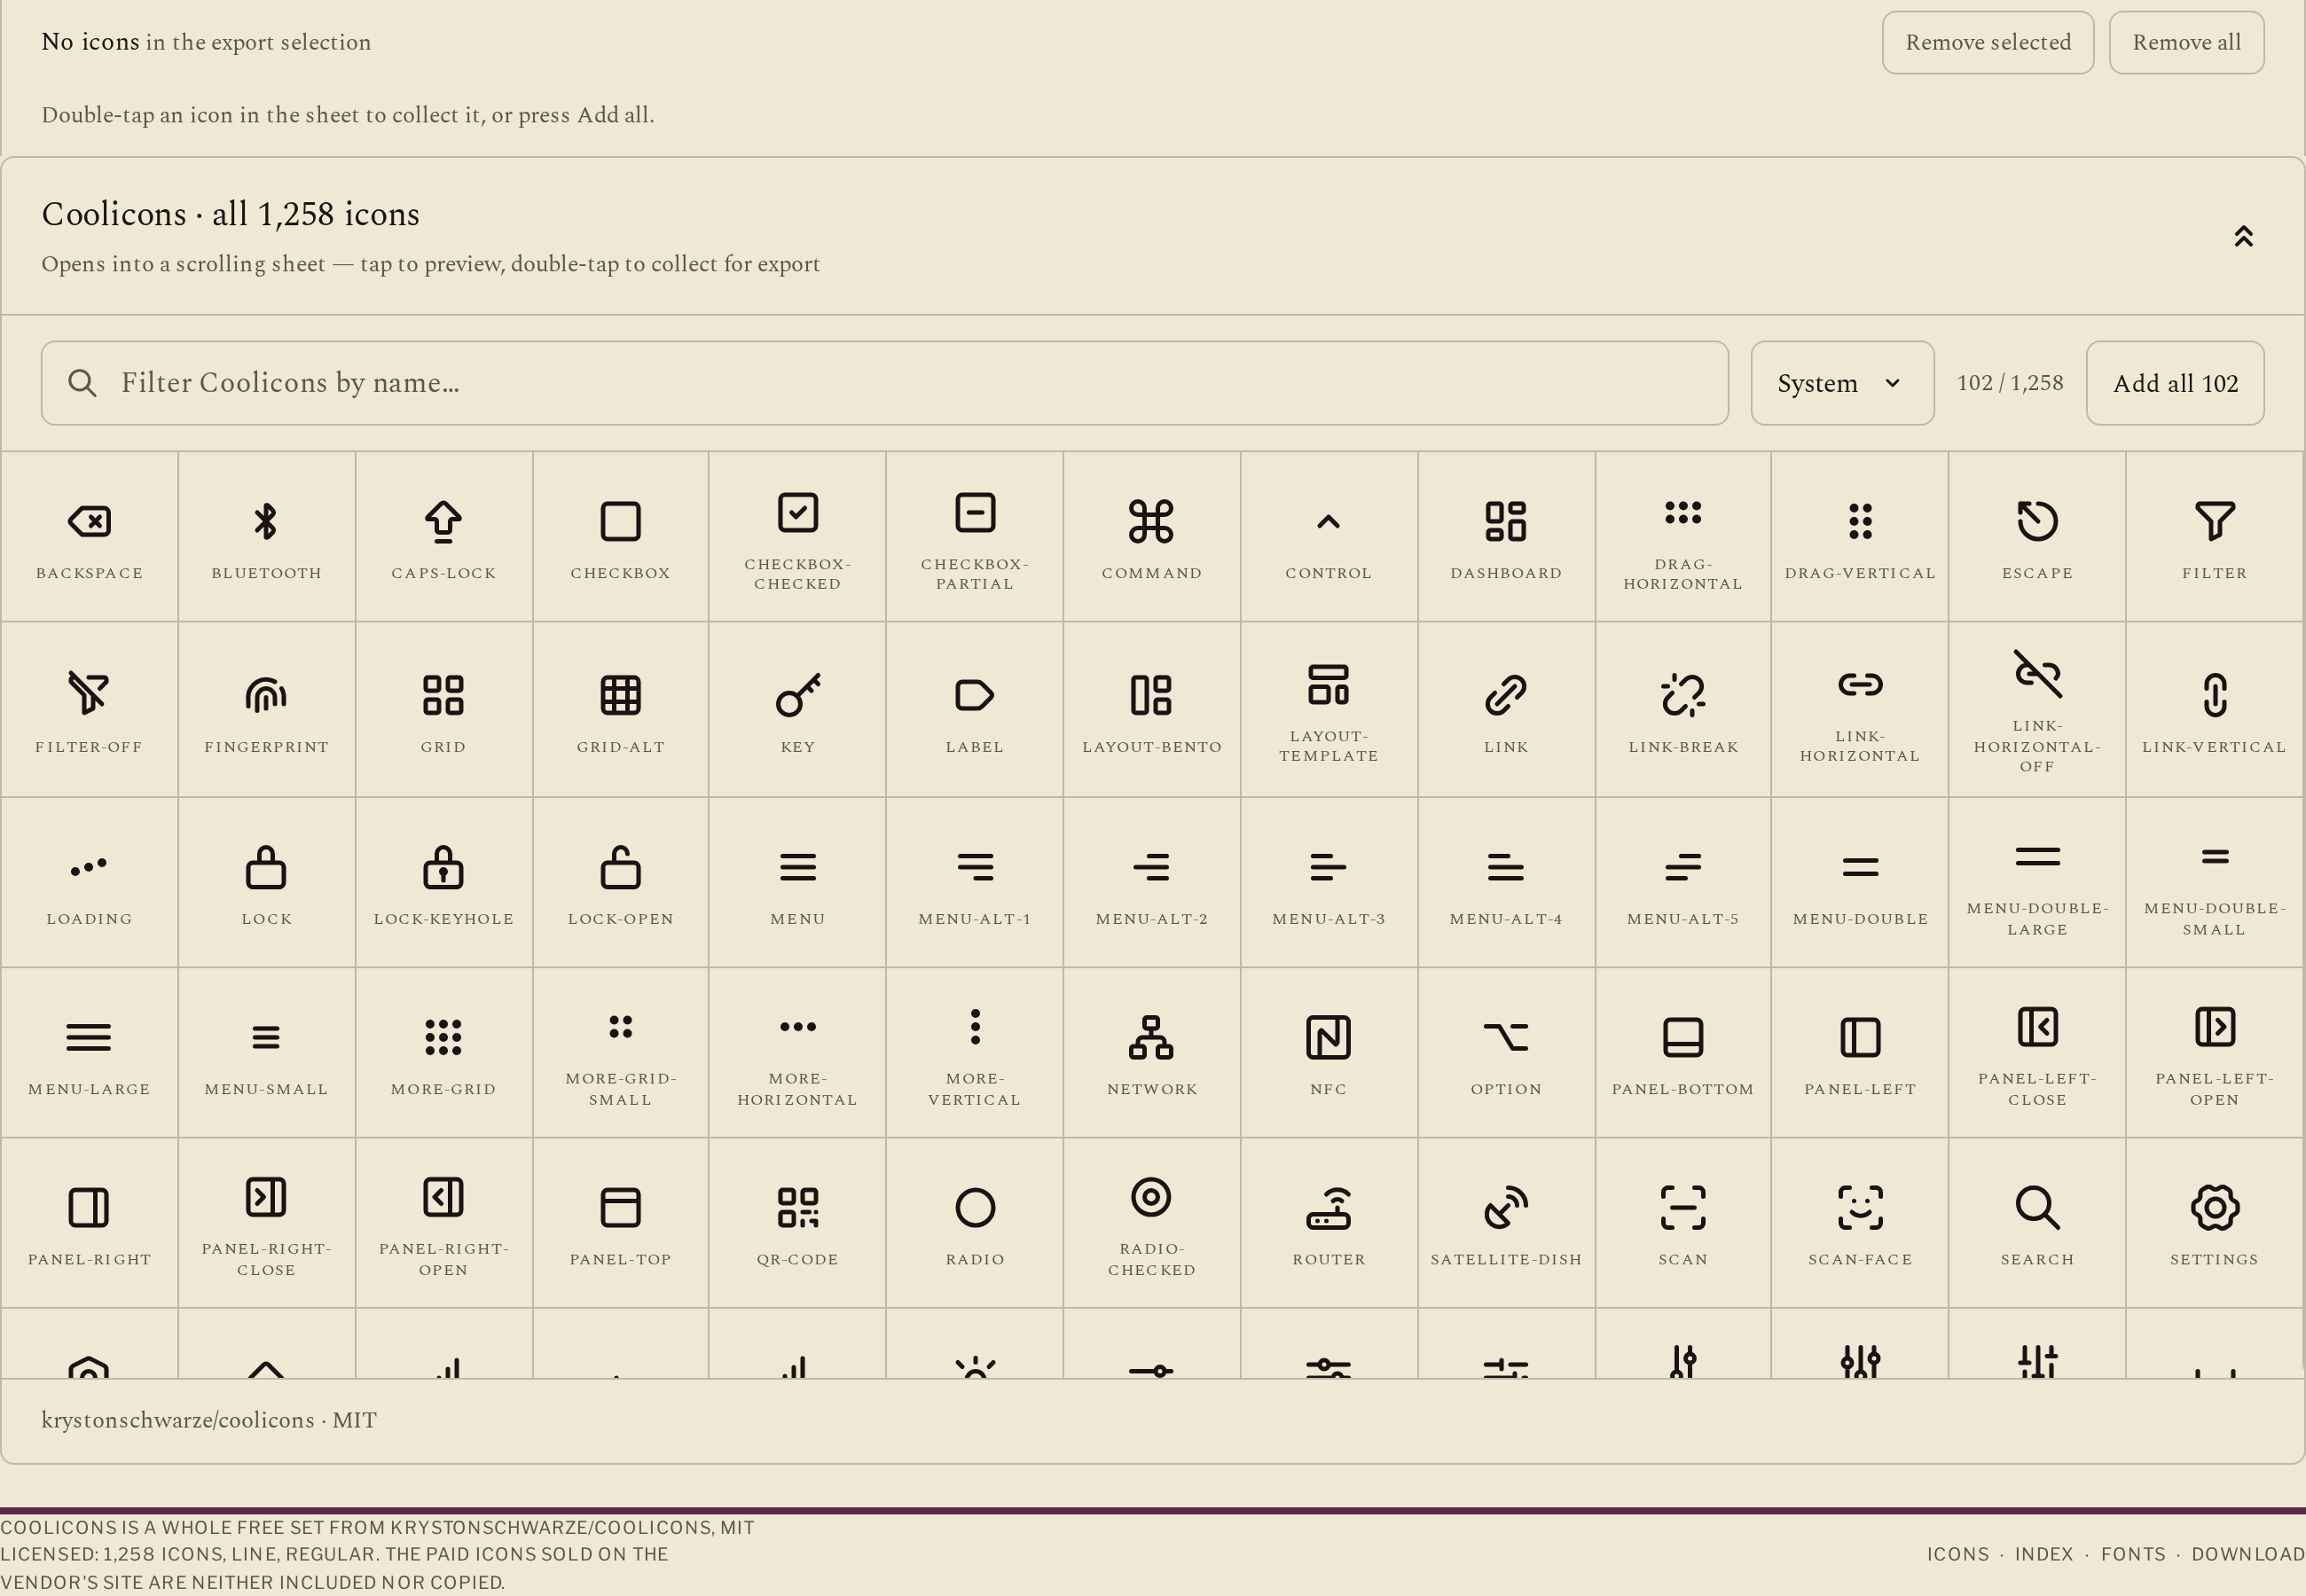 No icons in the export selection
Remove selected
Remove all
Double-tap an icon in the sheet to collect it, or press Add all.
Coolicons · all 1,258 icons
Opens into a scrolling sheet — tap to preview, double-tap to collect for export
Filter Coolicons by name...
System
102 / 1,258
Add all 102
BACKSPACE
BLUETOOTH
CAPS-LOCK
CHECKBOX
CHECKBOX-
CHECKED
CHECKBOX-
PARTIAL
COMMAND
CONTROL
DASHBOARD
DRAG-
HORIZONTAL
DRAG-VERTICAL
ESCAPE
FILTER
FILTER-OFF
FINGERPRINT
GRID
GRID-ALT
KEY
LABEL
LAYOUT-BENTO
LAYOUT-
TEMPLATE
LINK
LINK-BREAK
LINK-
HORIZONTAL
LINK-
HORIZONTAL-
OFF
LINK-VERTICAL
LOADING
LOCK
LOCK-KEYHOLE
LOCK-OPEN
MENU
MENU-ALT-1
MENU-ALT-2
MENU-ALT-3
MENU-ALT-4
MENU-ALT-5
MENU-DOUBLE
MENU-DOUBLE-
LARGE
MENU-DOUBLE-
SMALL
MENU-LARGE
MENU-SMALL
MORE-GRID
MORE-GRID-
SMALL
MORE-
HORIZONTAL
MORE-
VERTICAL
NETWORK
NFC
OPTION
PANEL-BOTTOM
PANEL-LEFT
PANEL-LEFT-
CLOSE
PANEL-LEFT-
OPEN
PANEL-RIGHT
PANEL-RIGHT-
CLOSE
PANEL-RIGHT-
OPEN
PANEL-TOP
QR-CODE
RADIO
RADIO-
CHECKED
ROUTER
SATELLITE-DISH
SCAN
SCAN-FACE
SEARCH
SETTINGS
krystonschwarze/coolicons · MIT
COOLICONS IS A WHOLE FREE SET FROM KRYSTONSCHWARZE/COOLICONS, MIT
LICENSED: 1,258 ICONS, LINE, REGULAR. THE PAID ICONS SOLD ON THE
VENDOR'S SITE ARE NEITHER INCLUDED NOR COPIED.
ICONS · INDEX · FONTS · DOWNLOAD